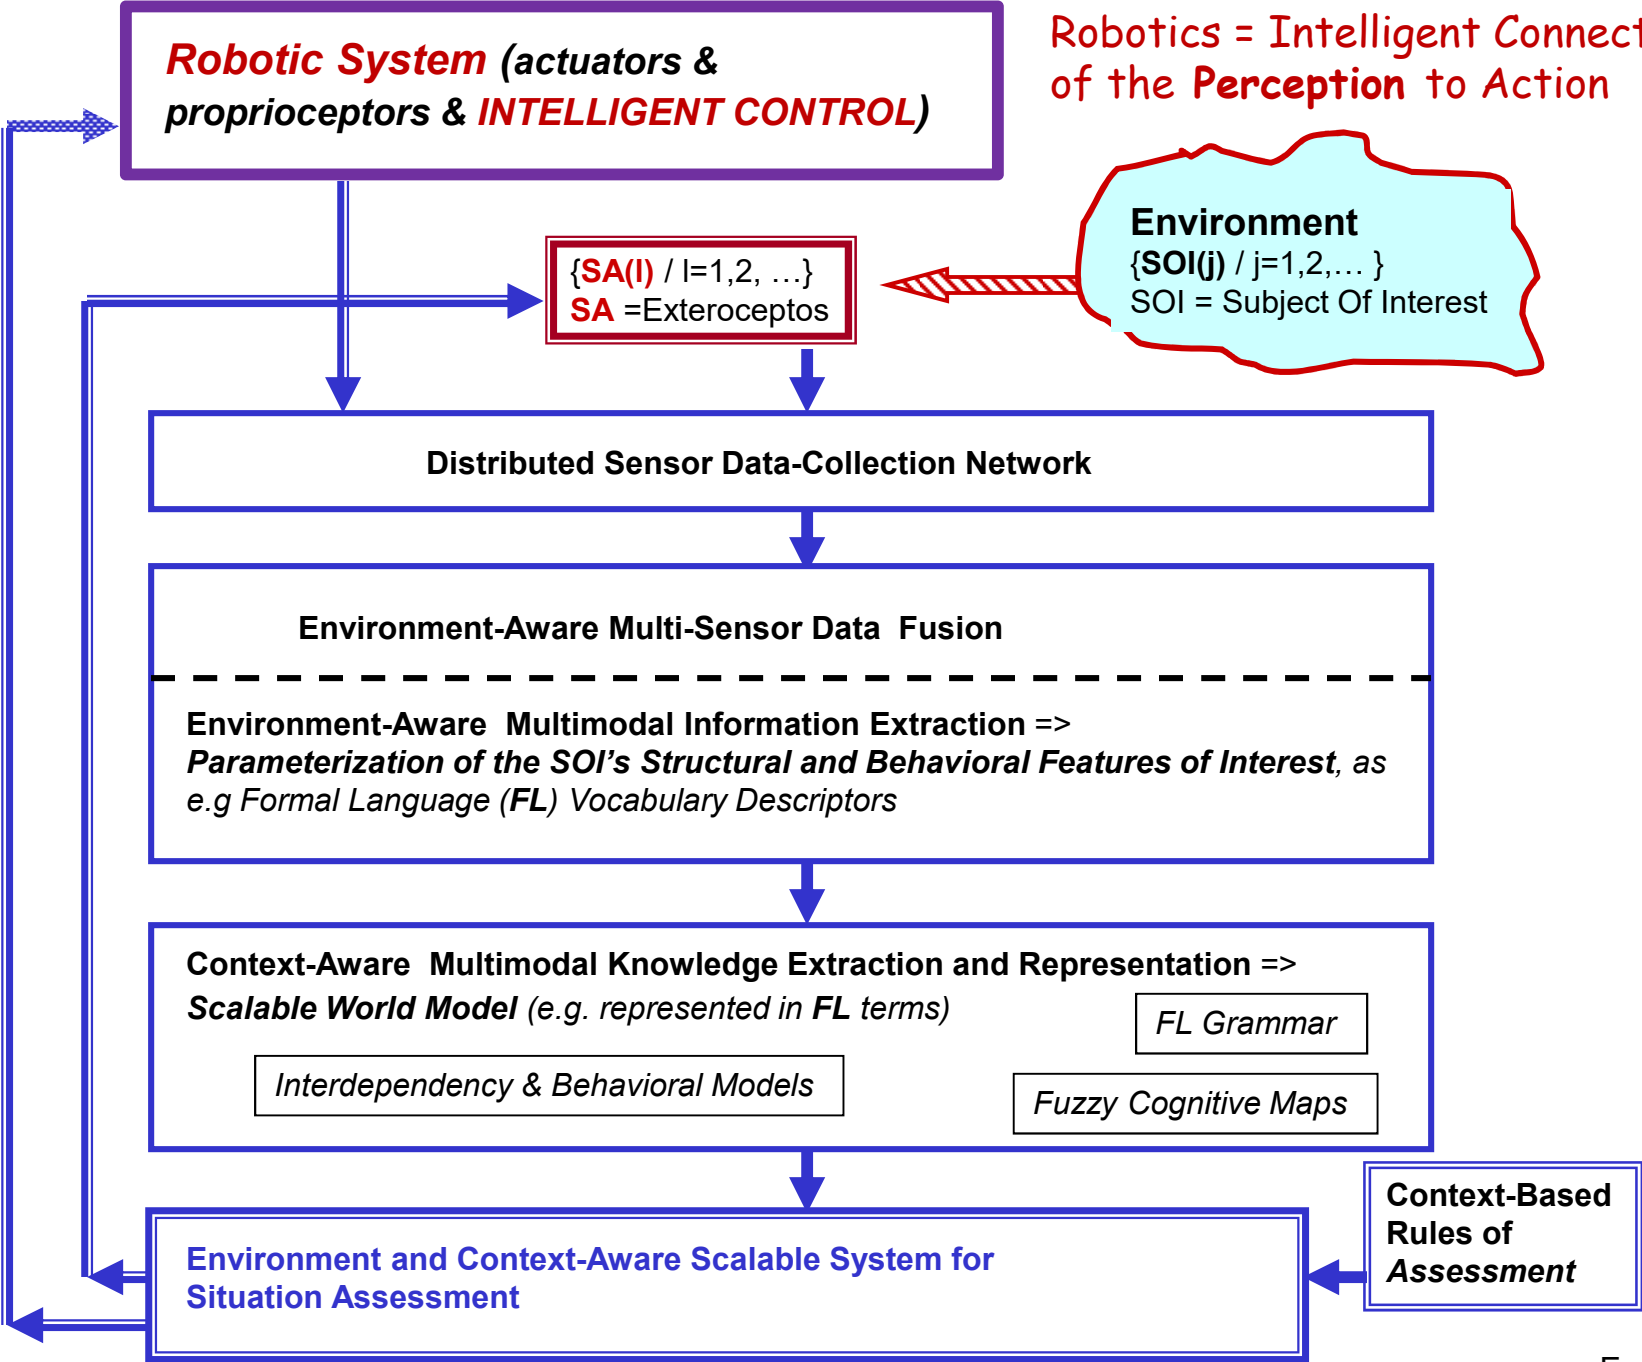 Robotic System (actuators &
proprioceptors & INTELLIGENT CONTROL)
Robotics = Intelligent Connect
of the Perception to Action
Environment
{SOI(j) / j=1,2,… }
SOI = Subject Of Interest
{SA(l) / l=1,2, …}
SA =Exteroceptos
Distributed Sensor Data-Collection Network
Environment-Aware Multi-Sensor Data  Fusion
Environment-Aware  Multimodal Information Extraction =>
Parameterization of the SOI’s Structural and Behavioral Features of Interest, as
e.g Formal Language (FL) Vocabulary Descriptors
Context-Aware  Multimodal Knowledge Extraction and Representation =>
Scalable World Model (e.g. represented in FL terms)
FL Grammar
Interdependency & Behavioral Models
Fuzzy Cognitive Maps
Context-Based
Rules of
Assessment
Environment and Context-Aware Scalable System for
Situation Assessment